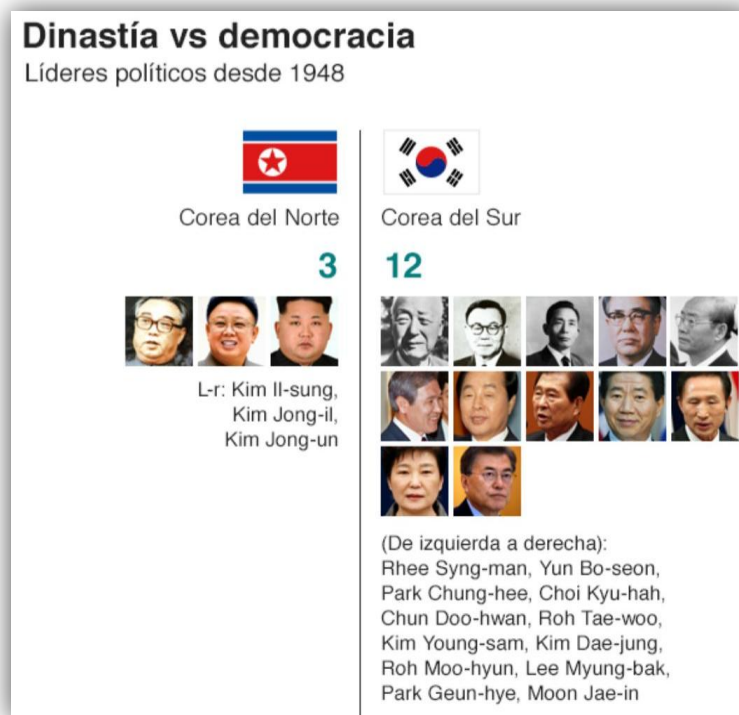 Dinastía vs democracia
Líderes políticos desde 1948
Corea del Norte
3
L-r: Kim Il-sung,
Kim Jong-il,
Kim Jong-un
Corea del Sur
12
(De izquierda a derecha):
Rhee Syng-man, Yun Bo-seon,
Park Chung-hee, Choi Kyu-hah,
Chun Doo-hwan, Roh Tae-woo,
Kim Young-sam, Kim Dae-jung,
Roh Moo-hyun, Lee Myung-bak,
Park Geun-hye, Moon Jae-in